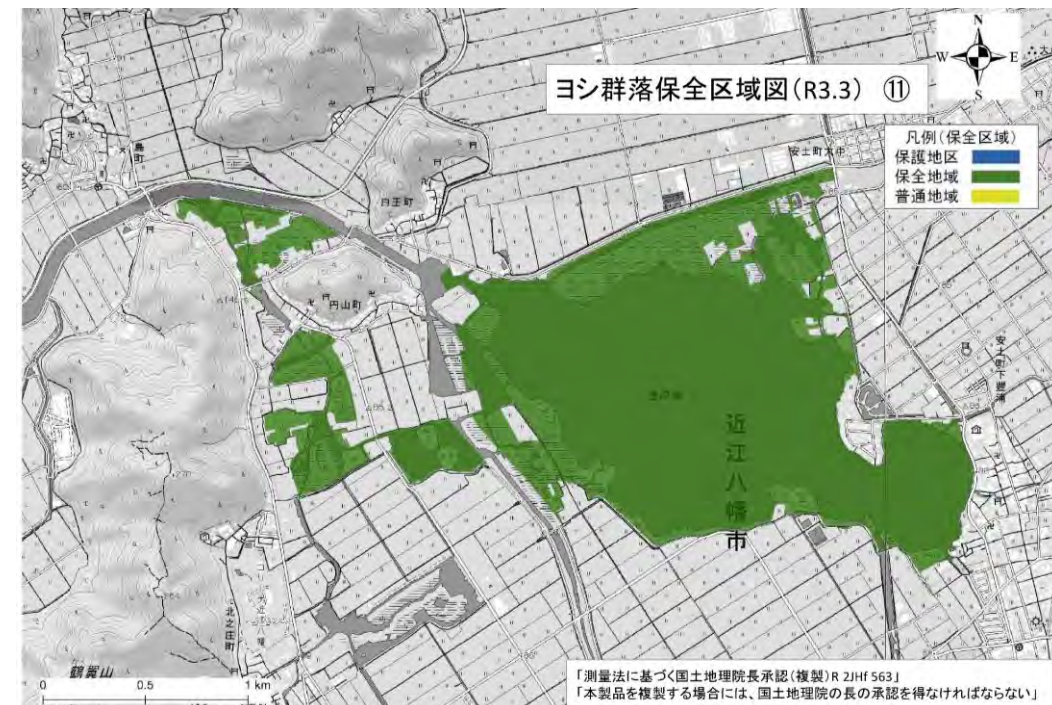 ヨシ群落保全区域図(R3.3) ⑪
N
W
E
S
凡例(保全区域)
保護地区
保全地域
普通地域
島町
白王町
円山町
安土町下豊浦
近江八幡市
北之庄町
鶴翼山
0 0.5 1 km
「測量法に基づく国土地理院長承認(複製)R 2JHf 563」
「本製品を複製する場合には、国土地理院の長の承認を得なければならない」